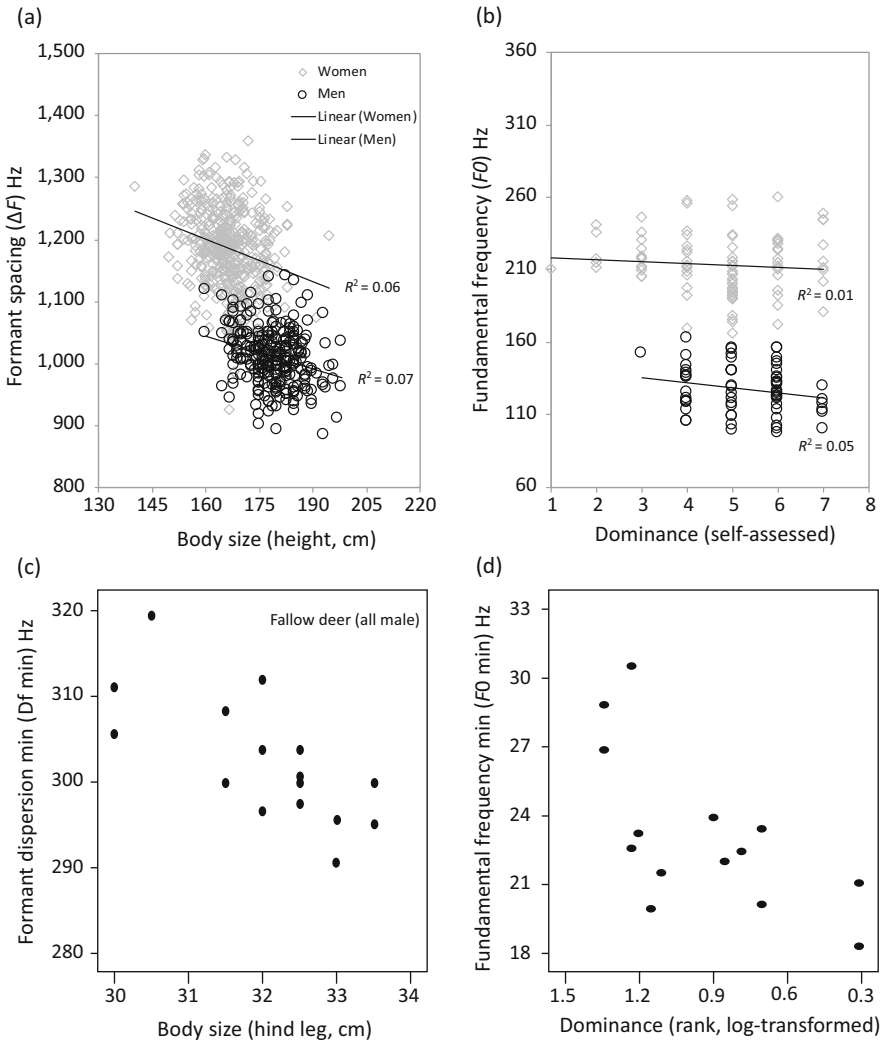 (a)
1,500
1,400
1,300
1,200
1,100
1,000
900
800
130
145
160
175
190
205
220
Formant spacing (ΔF) Hz
Body size (height, cm)
Women
Men
Linear (Women)
Linear (Men)
R² = 0.06
R² = 0.07
(b)
360
310
260
210
160
110
60
1
2
3
4
5
6
7
8
Fundamental frequency (F0) Hz
Dominance (self-assessed)
R² = 0.01
R² = 0.05
(c)
320
310
300
290
280
30
31
32
33
34
Formant dispersion min (Df min) Hz
Body size (hind leg, cm)
Fallow deer (all male)
(d)
33
30
27
24
21
18
1.5
1.2
0.9
0.6
0.3
Fundamental frequency min (F0 min) Hz
Dominance (rank, log-transformed)